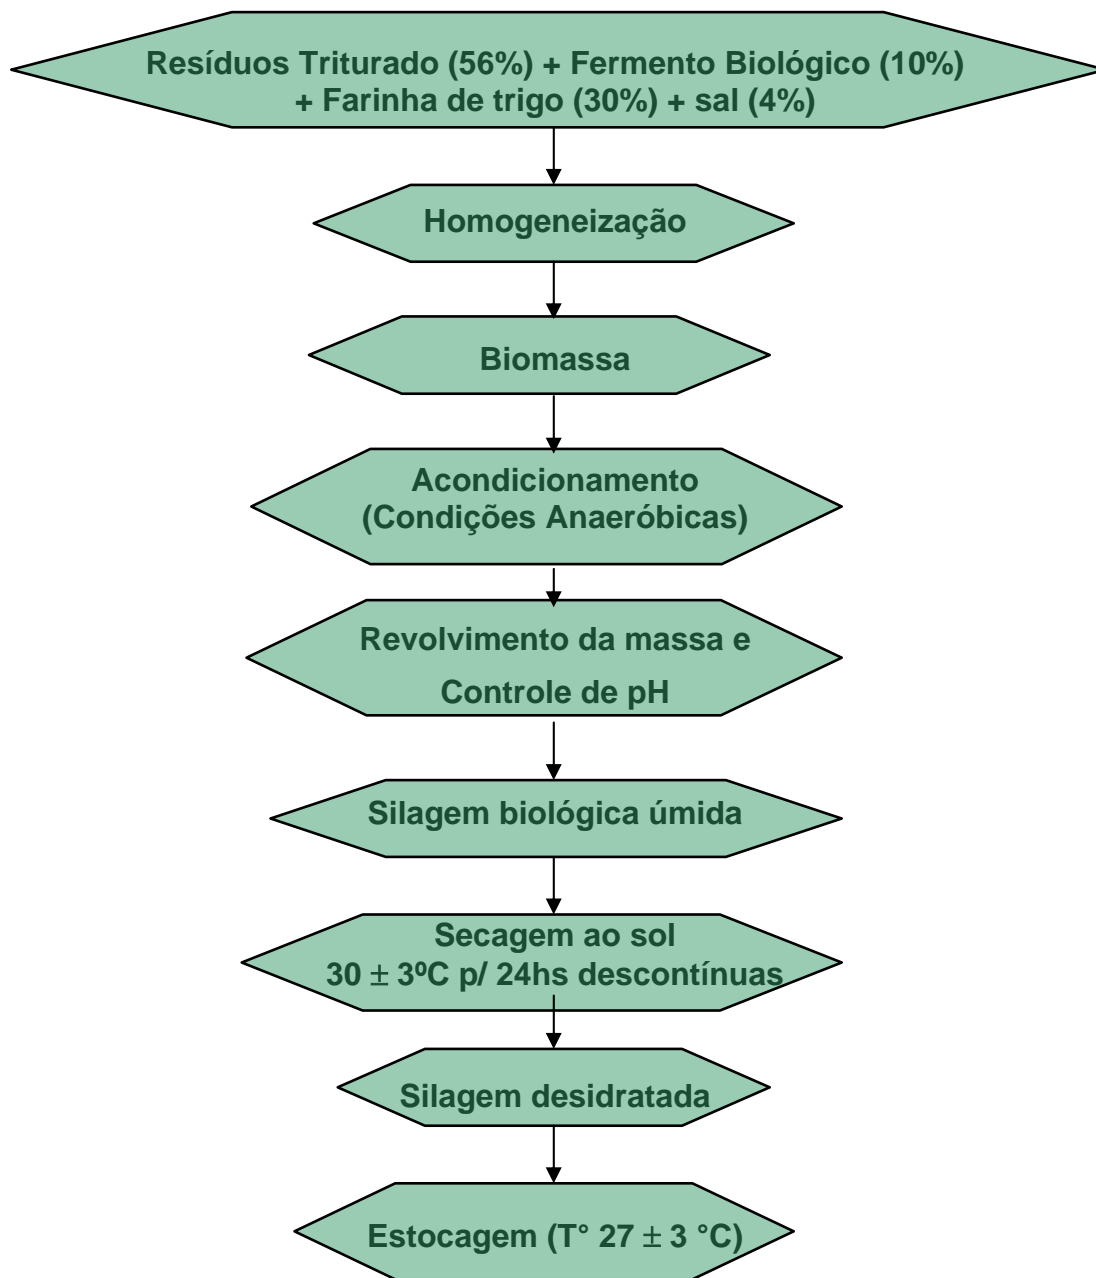 Resíduos Triturado (56%) + Fermento Biológico (10%)
+ Farinha de trigo (30%) + sal (4%)
Homogeneização
Biomassa
Acondicionamento
(Condições Anaeróbicas)
Revolvimento da massa e
Controle de pH
Silagem biológica úmida
Secagem ao sol
30 ± 3ºC p/ 24hs descontínuas
Silagem desidratada
Estocagem (T° 27 ± 3 °C)